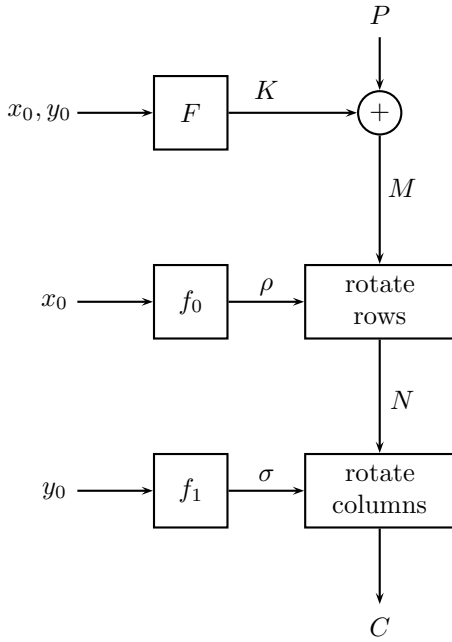 P
x₀, y₀
F
K
+
M
x₀
f₀
ρ
rotate
rows
N
y₀
f₁
σ
rotate
columns
C